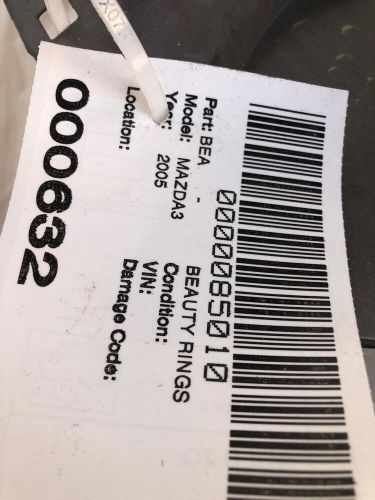 0000085010
Part: BEA - BEAUTY RINGS
Model: MAZDA3 Condition:
Year: 2005 VIN:
Location: Damage Code:
000632